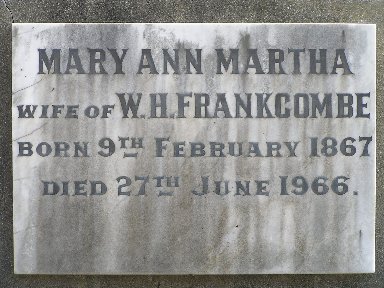 MARY ANN MARTHA
WIFE OF W.H. FRANKCOMBE
BORN 9TH FEBRUARY 1867
DIED 27TH JUNE 1966.